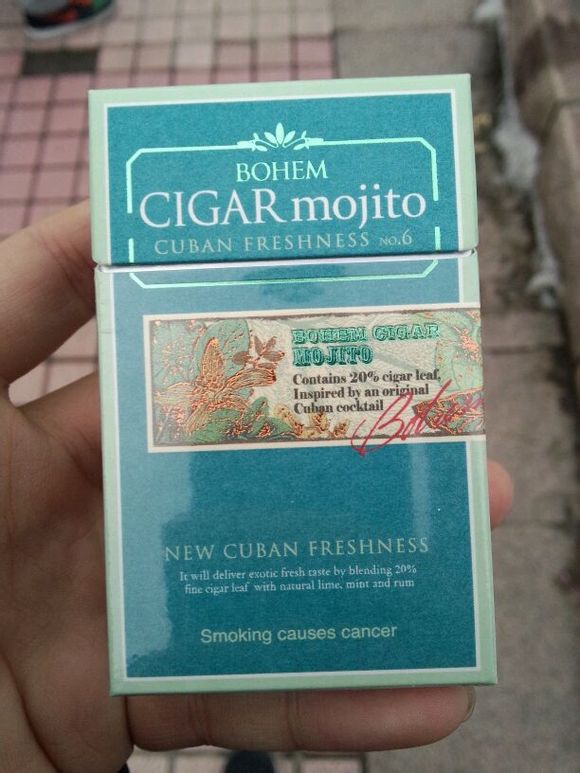 BOHEM
CIGAR mojito
CUBAN FRESHNESS NO.6
BOHEM CIGAR
MOJITO
Contains 20% cigar leaf,
Inspired by an original
Cuban cocktail
NEW CUBAN FRESHNESS
It will deliver exotic fresh taste by blending 20%
fine cigar leaf with natural lime, mint and rum
Smoking causes cancer